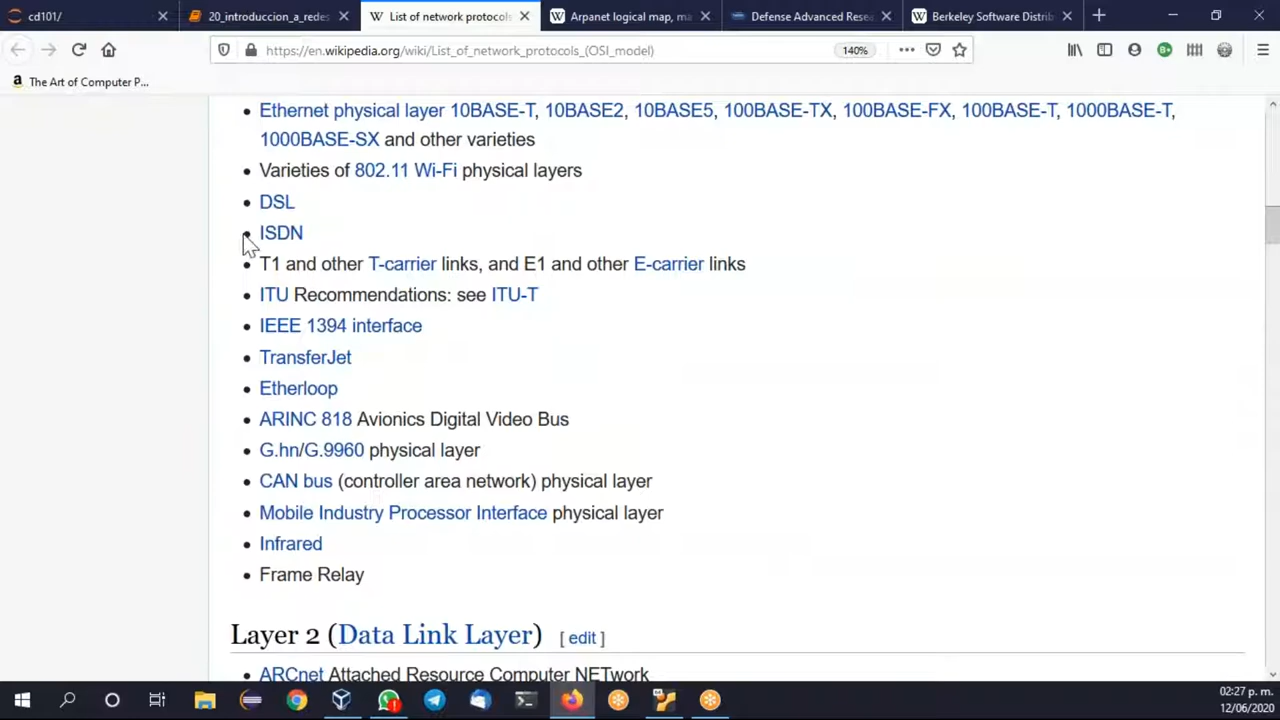 cd101/
20_introduccion_a_redes
List of network protocols
Arpanet logical map, ma
Defense Advanced Resea
Berkeley Software Distrib
https://en.wikipedia.org/wiki/List_of_network_protocols_(OSI_model)
140%
The Art of Computer P...
Ethernet physical layer 10BASE-T, 10BASE2, 10BASE5, 100BASE-TX, 100BASE-FX, 100BASE-T, 1000BASE-T,
1000BASE-SX and other varieties
Varieties of 802.11 Wi-Fi physical layers
DSL
ISDN
T1 and other T-carrier links, and E1 and other E-carrier links
ITU Recommendations: see ITU-T
IEEE 1394 interface
TransferJet
Etherloop
ARINC 818 Avionics Digital Video Bus
G.hn/G.9960 physical layer
CAN bus (controller area network) physical layer
Mobile Industry Processor Interface physical layer
Infrared
Frame Relay
Layer 2 (Data Link Layer) [ edit ]
ARCnet Attached Resource Computer NETwork
02:27 p. m.
12/06/2020